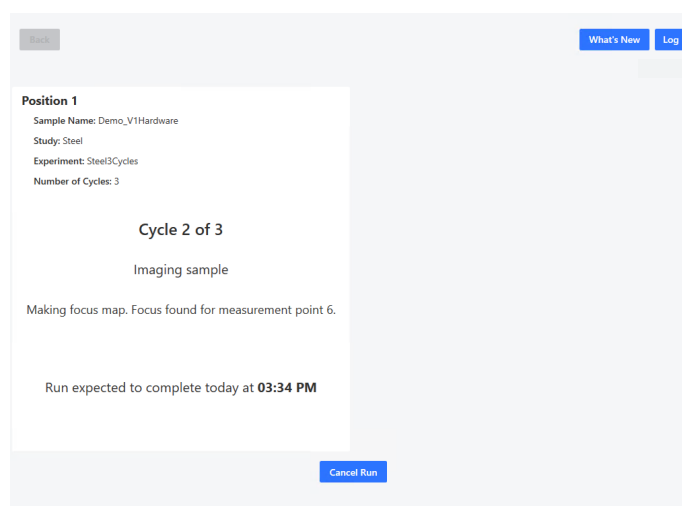 Back
What's New
Log
Position 1
Sample Name: Demo_V1Hardware
Study: Steel
Experiment: Steel3Cycles
Number of Cycles: 3
Cycle 2 of 3
Imaging sample
Making focus map. Focus found for measurement point 6.
Run expected to complete today at 03:34 PM
Cancel Run